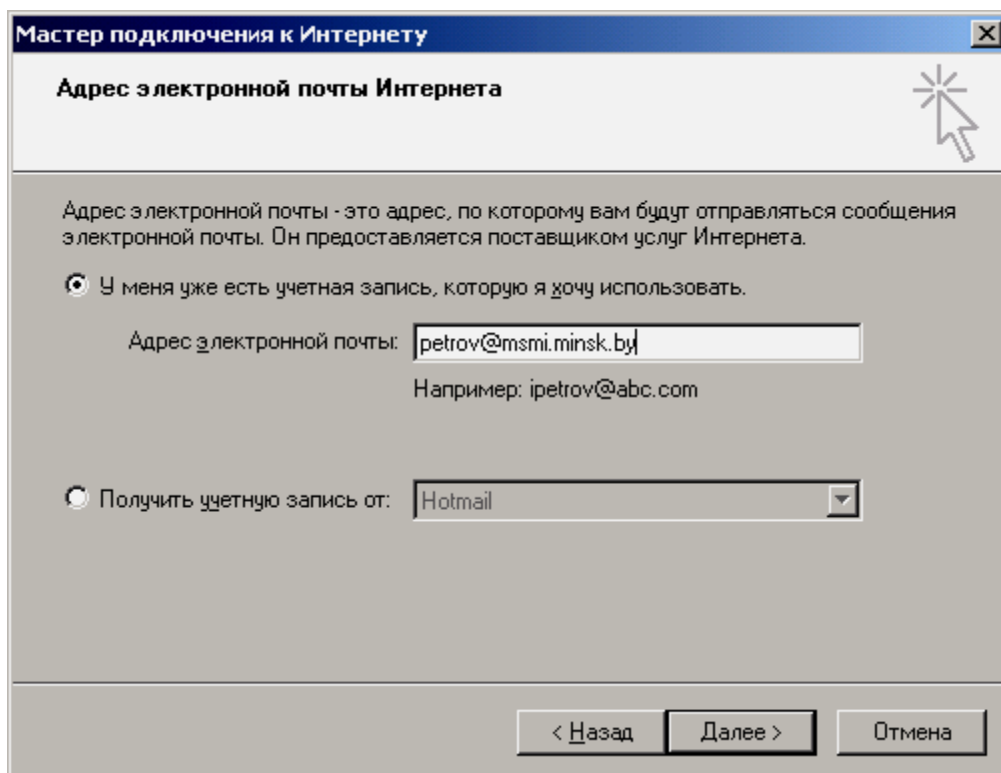 Мастер подключения к Интернету
Адрес электронной почты Интернета
Адрес электронной почты - это адрес, по которому вам будут отправляться сообщения
электронной почты. Он предоставляется поставщиком услуг Интернета.
У меня уже есть учетная запись, которую я хочу использовать.
Адрес электронной почты: petrov@msmi.minsk.by
Например: ipetrov@abc.com
Получить учетную запись от: Hotmail
< Назад Далее > Отмена